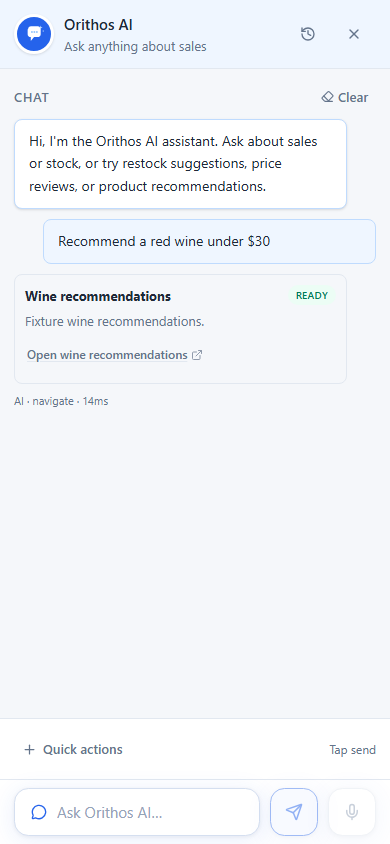 Orithos AI
Ask anything about sales
CHAT
Clear
Hi, I'm the Orithos AI assistant. Ask about sales
or stock, or try restock suggestions, price
reviews, or product recommendations.
Recommend a red wine under $30
Wine recommendations
READY
Fixture wine recommendations.
Open wine recommendations
AI · navigate · 14ms
Quick actions
Tap send
Ask Orithos AI...